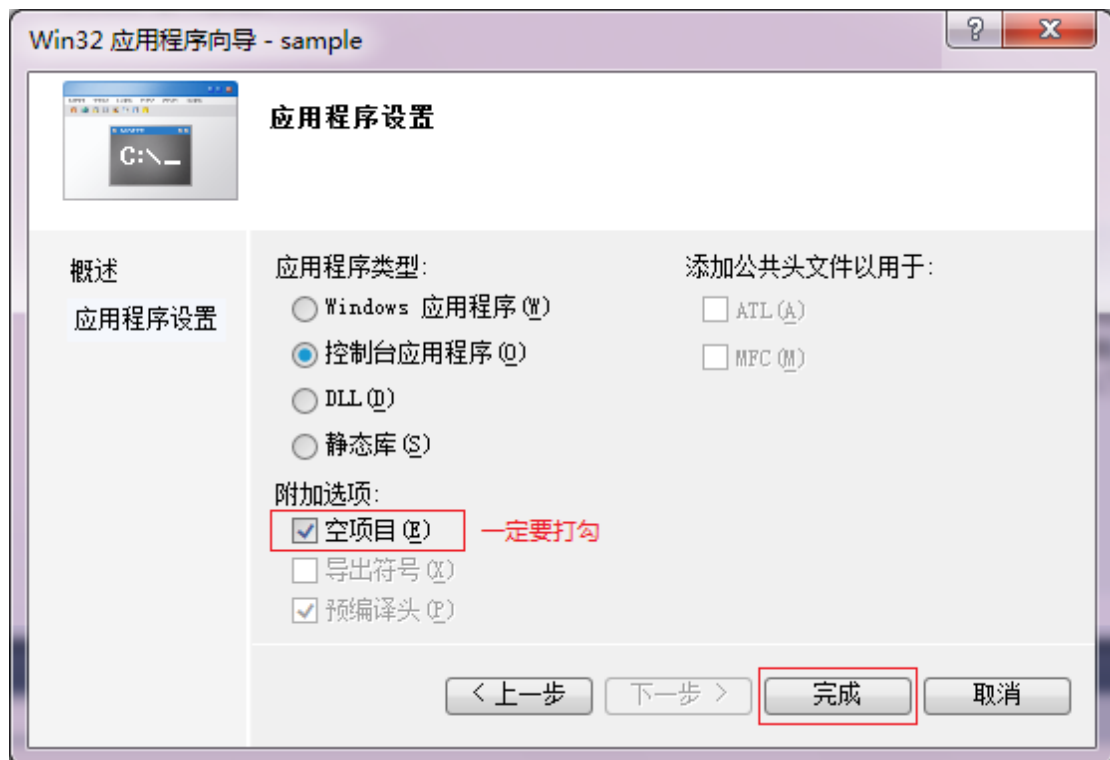 Win32 应用程序向导 - sample
C:\_
应用程序设置
概述
应用程序设置
应用程序类型:
Windows 应用程序(W)
控制台应用程序(O)
DLL(D)
静态库(S)
附加选项:
空项目(E) 一定要打勾
导出符号(X)
预编译头(P)
添加公共头文件以用于:
ATL(A)
MFC(M)
< 上一步
下一步 >
完成
取消